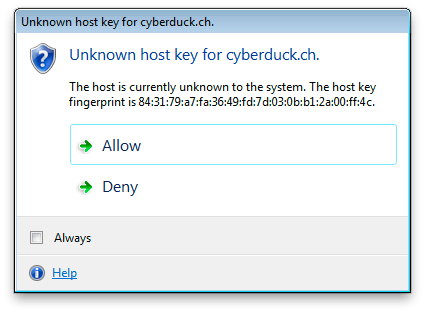 Unknown host key for cyberduck.ch.
Unknown host key for cyberduck.ch.
The host is currently unknown to the system. The host key
fingerprint is 84:31:79:a7:fa:36:49:fd:7d:03:0b:b1:2a:00:ff:4c.
Allow
Deny
Always
Help